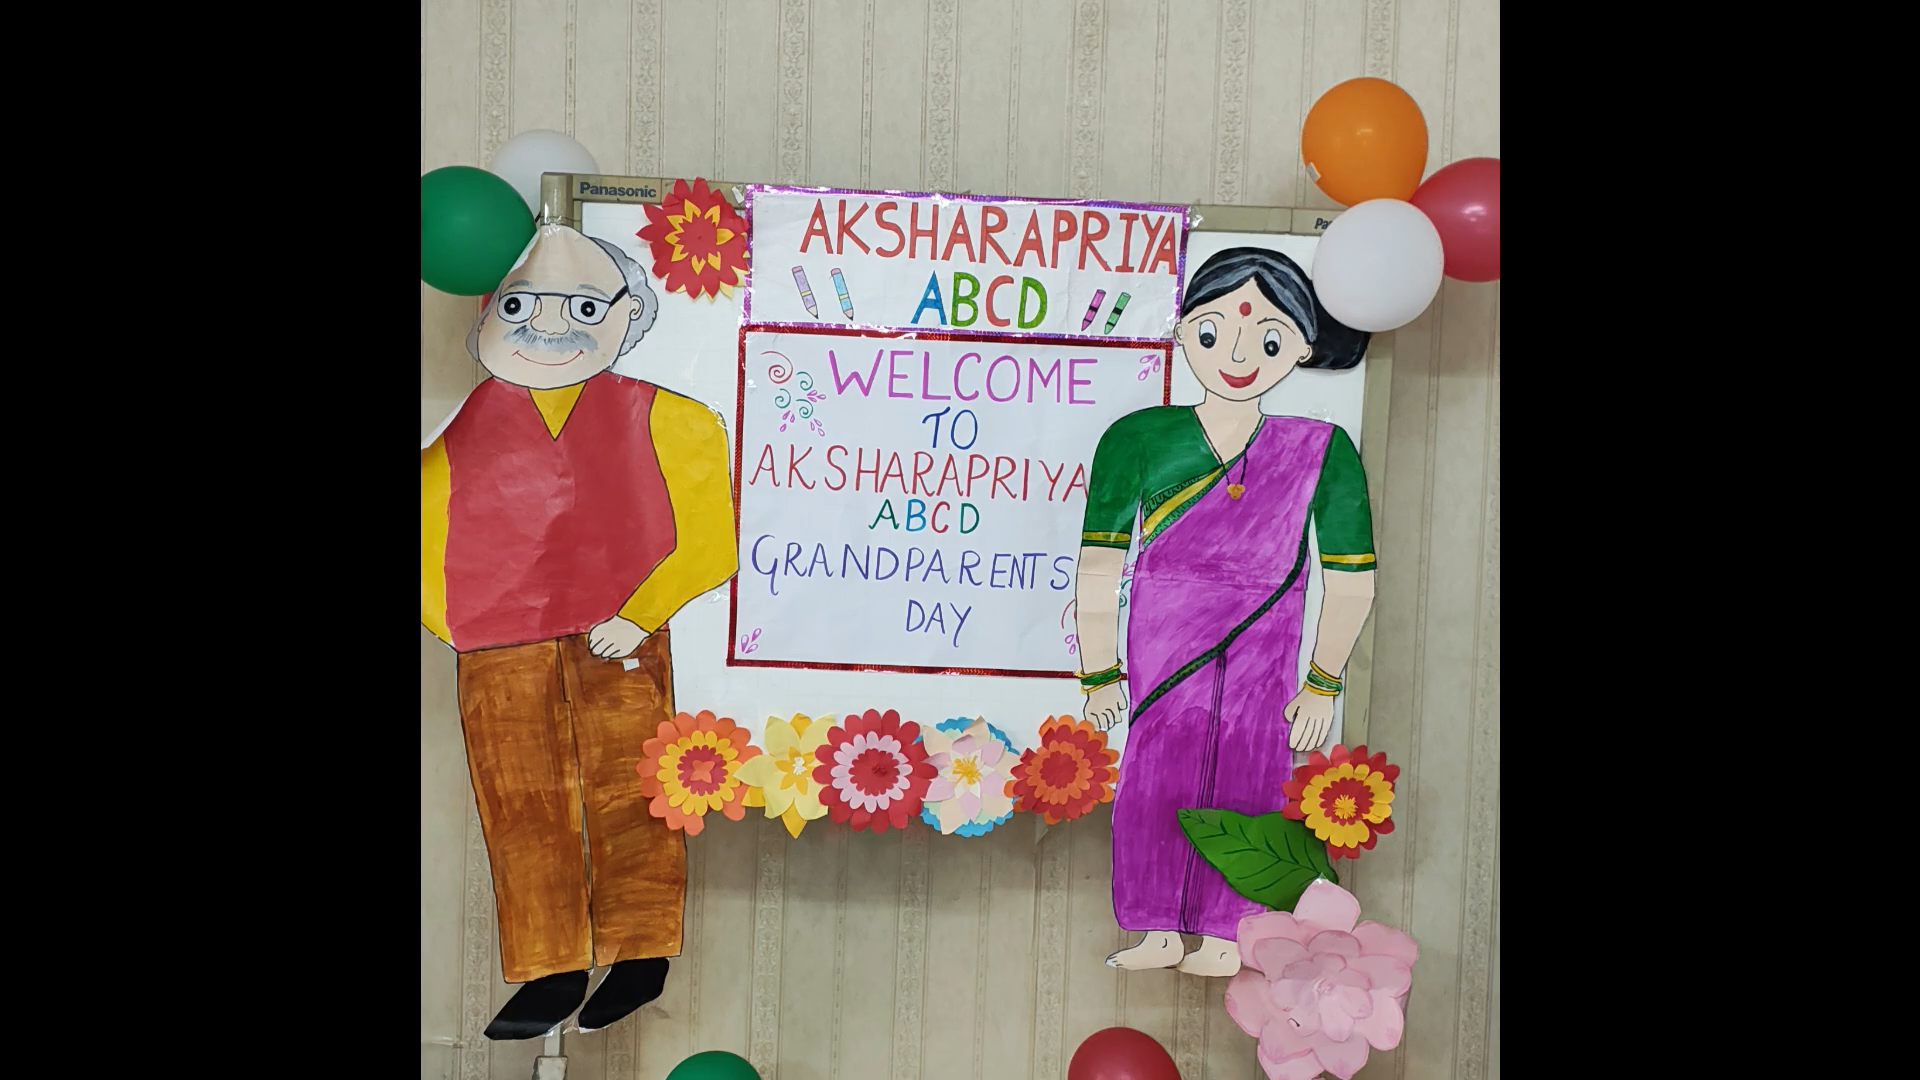 Panasonic
AKSHARAPRIYA
ABCD
WELCOME
TO
AKSHARAPRIYA
ABCD
GRANDPARENTS
DAY